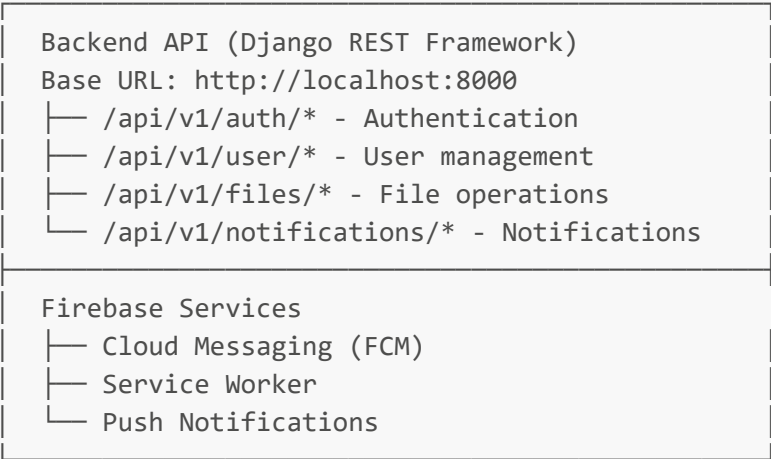 Backend API (Django REST Framework)
Base URL: http://localhost:8000
├── /api/v1/auth/* - Authentication
├── /api/v1/user/* - User management
├── /api/v1/files/* - File operations
└── /api/v1/notifications/* - Notifications
Firebase Services
├── Cloud Messaging (FCM)
├── Service Worker
└── Push Notifications